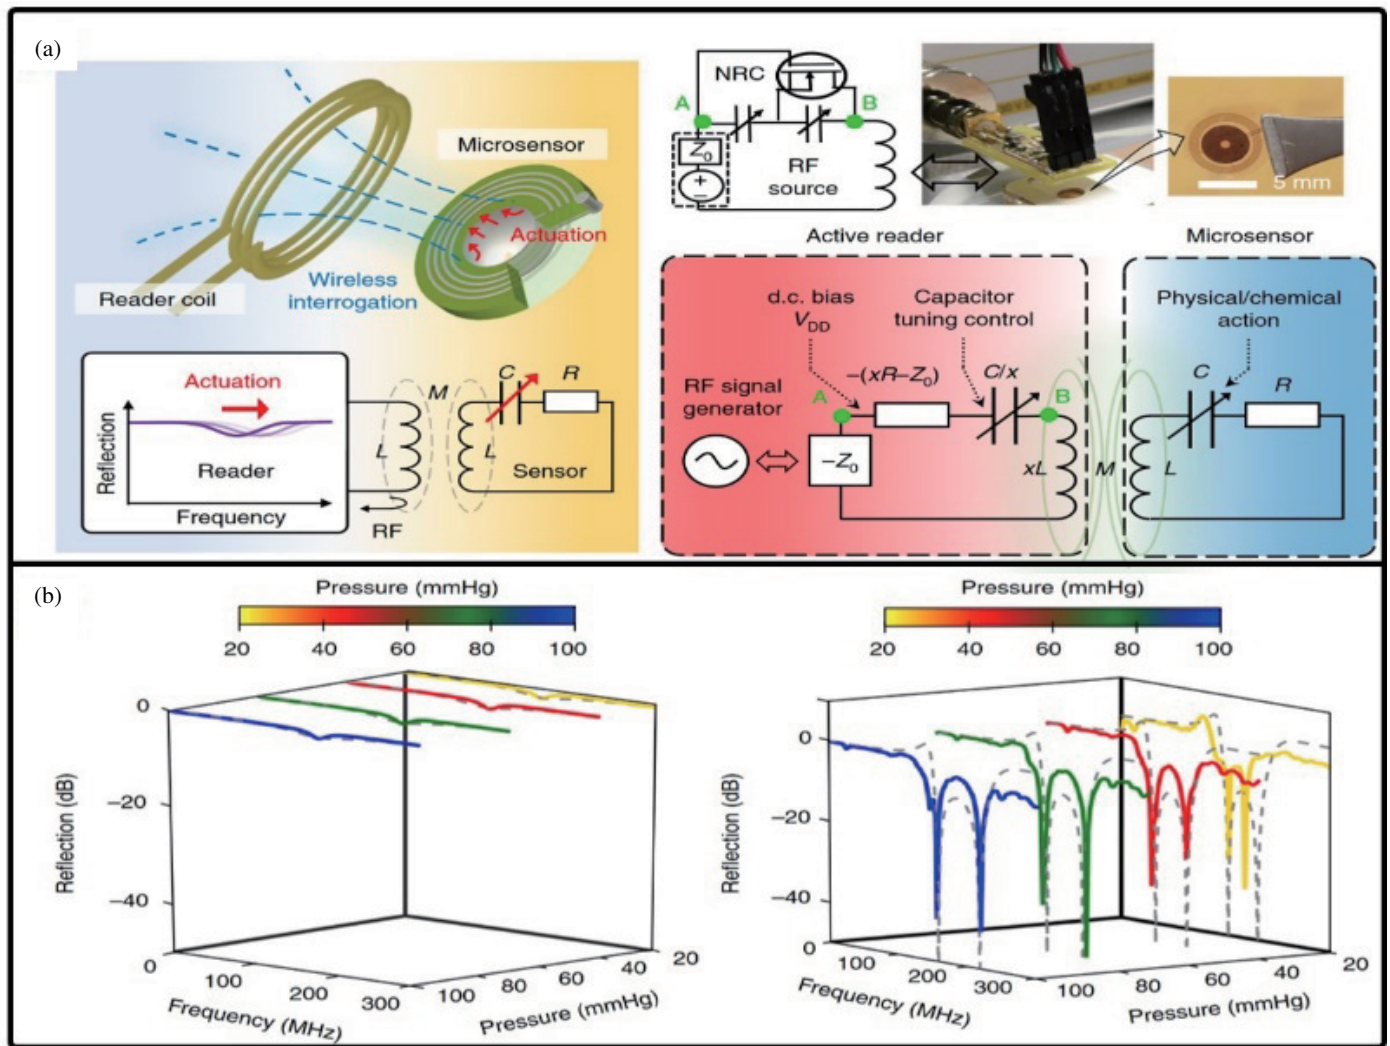 (a)
Microsensor
Actuation
Wireless
interrogation
Reader coil
Actuation
Reflection
Reader
Frequency
RF
M
L
L
C
R
Sensor
NRC
A
B
Z0
RF
source
5 mm
Active reader
Microsensor
d.c. bias
VDD
Capacitor
tuning control
Physical/chemical
action
RF signal
generator
−(xR−Z0)
C/x
A
B
−Z0
xL
M
L
C
R
(b)
Pressure (mmHg)
20 40 60 80 100
0
−20
−40
Reflection (dB)
0
100
200
300
Frequency (MHz)
100
80
60
40
20
Pressure (mmHg)
Pressure (mmHg)
20 40 60 80 100
0
−20
−40
Reflection (dB)
0
100
200
300
Frequency (MHz)
100
80
60
40
20
Pressure (mmHg)